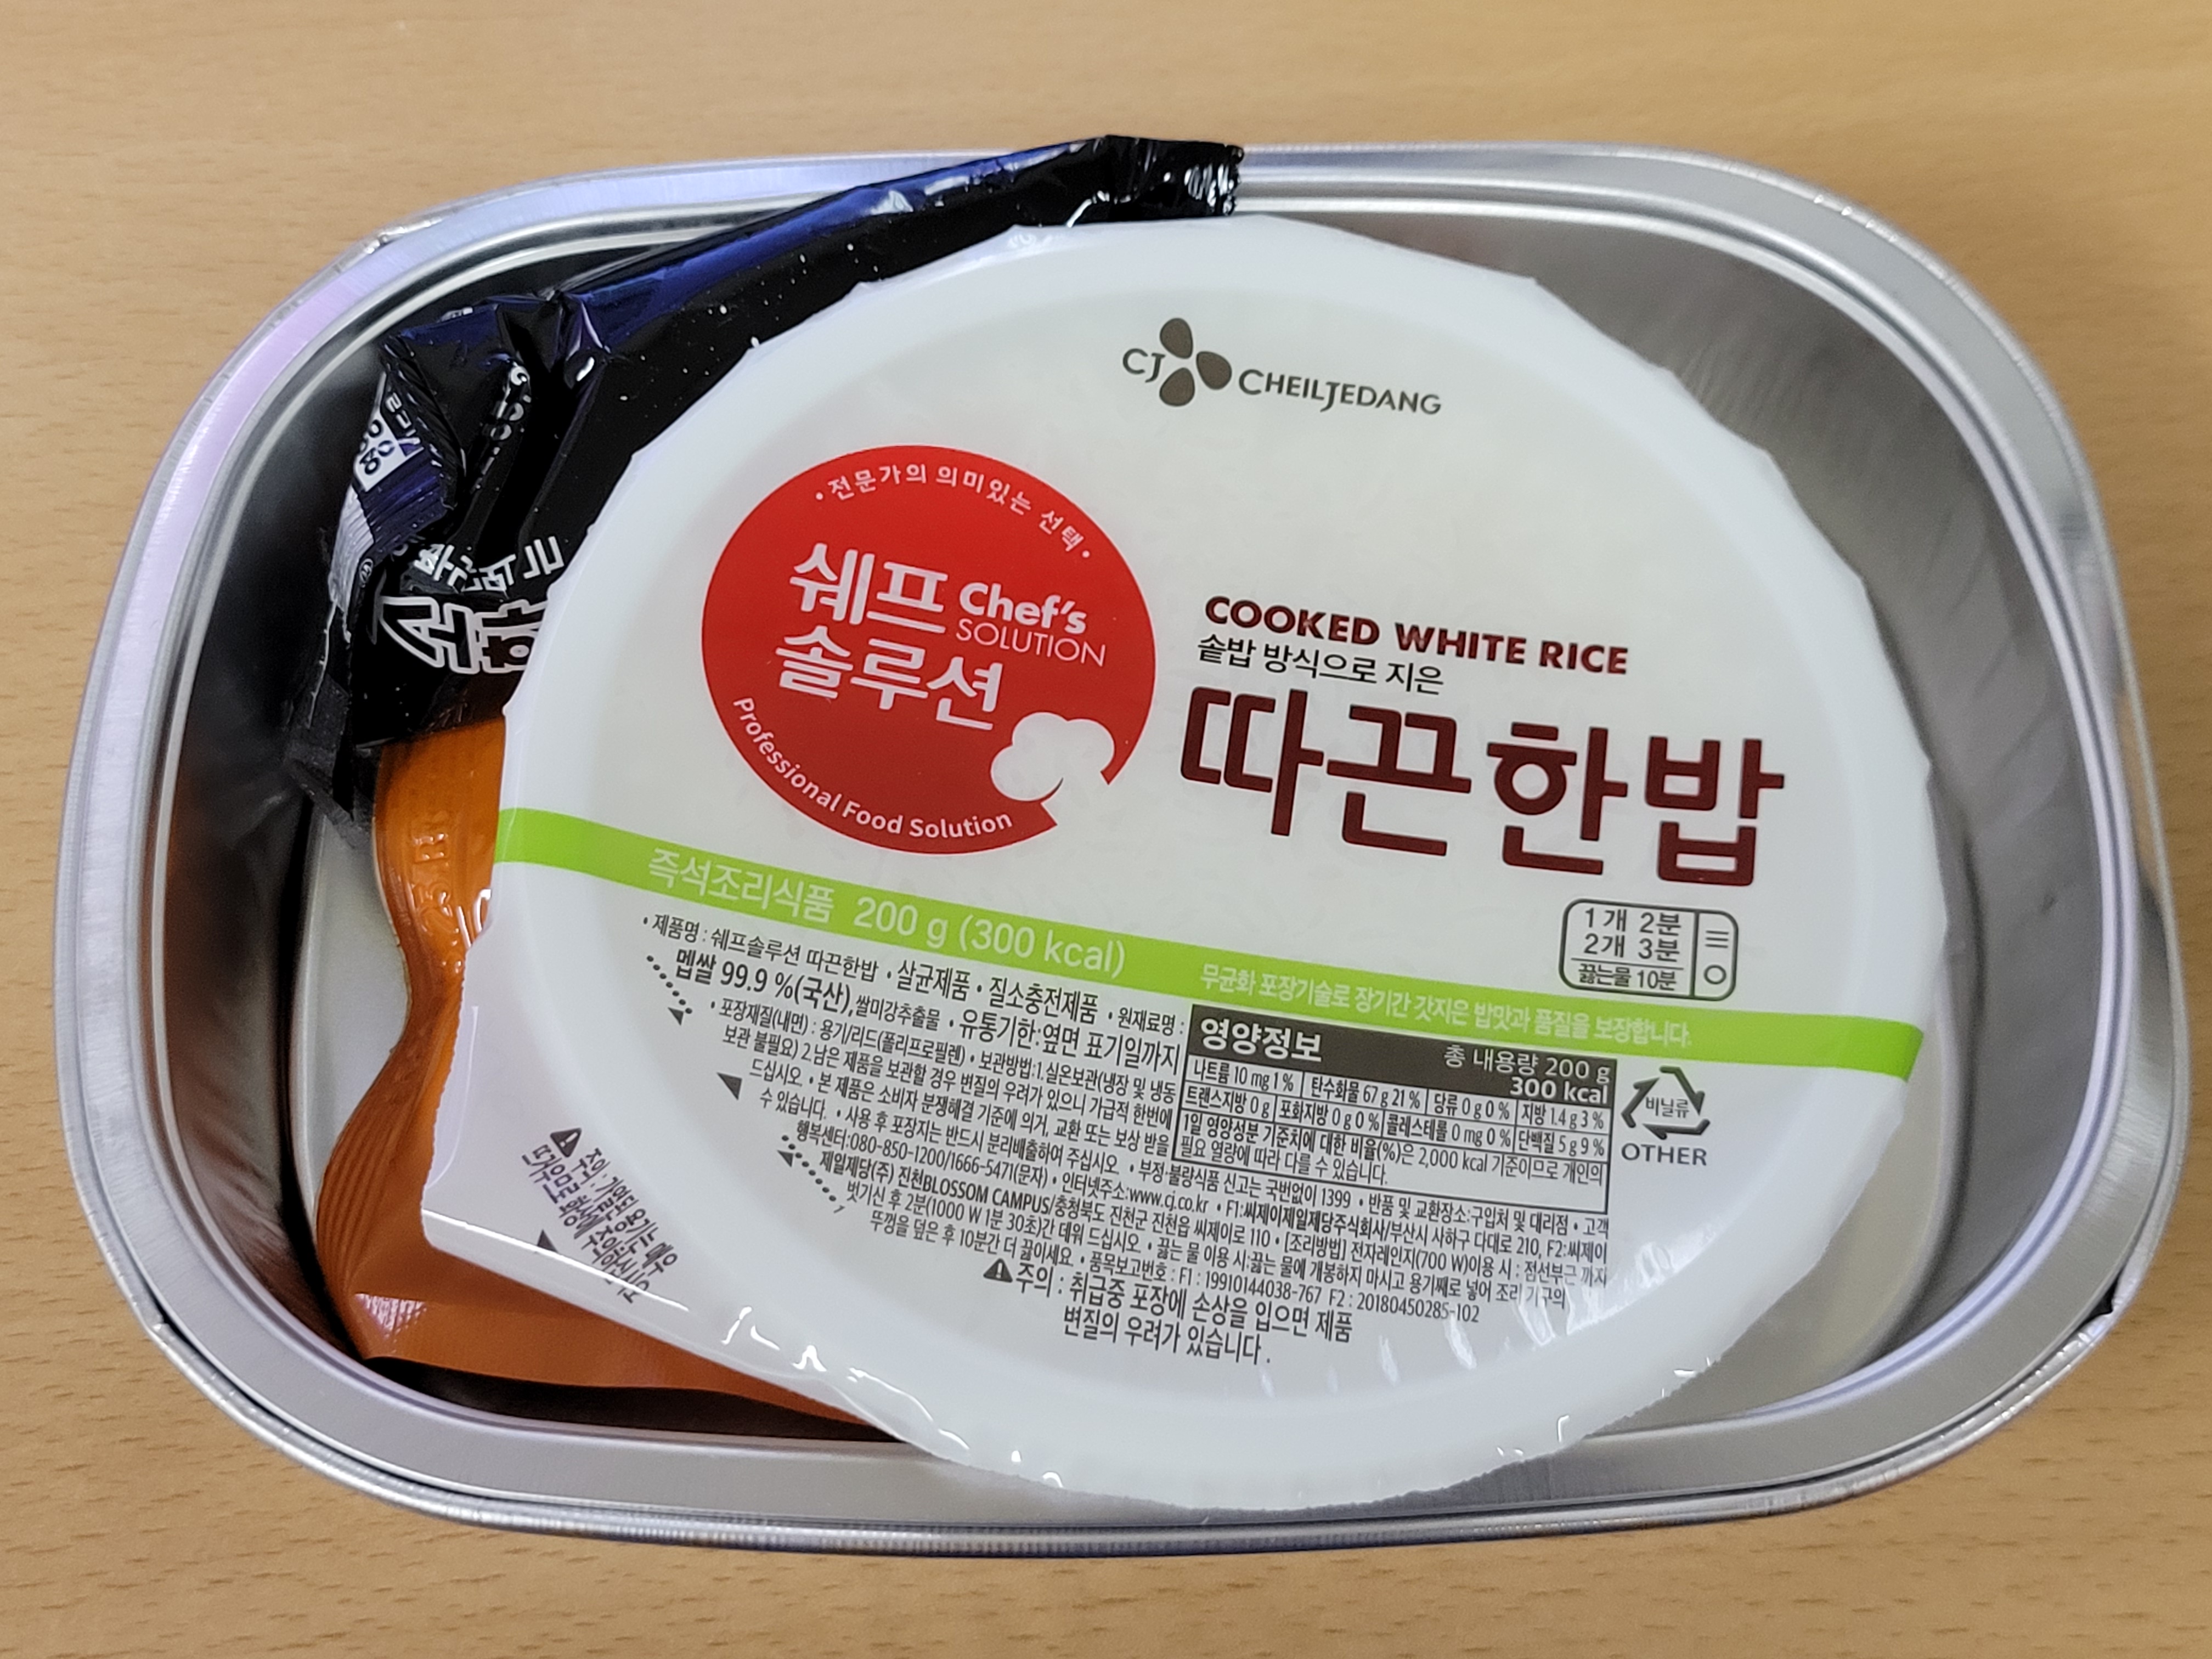 CJ CHEILJEDANG
• 전문가의 의미있는 선택 •
쉐프 Chef's
솔루션 SOLUTION
Professional Food Solution
COOKED WHITE RICE
솥밥 방식으로 지은
따끈한밥
1개 2분
2개 3분
끓는물 10분
즉석조리식품 200 g (300 kcal)
무균화 포장기술로 장기간 갓지은 밥맛과 품질을 보장합니다.
• 제품명 : 쉐프솔루션 따끈한밥 • 살균제품 • 질소충전제품 • 원재료명 :
멥쌀 99.9 %(국산), 쌀미강추출물 • 유통기한:옆면 표기일까지
• 포장재질(내면) : 용기/리드(폴리프로필렌) • 보관방법:1.실온보관(냉장 및 냉동
보관 불필요) 2.남은 제품을 보관할 경우 변질의 우려가 있으니 가급적 한번에
드십시오. • 본 제품은 소비자 분쟁해결 기준에 의거, 교환 또는 보상 받을
수 있습니다. • 사용 후 포장지는 반드시 분리배출하여 주십시오. • 부정·불량식품 신고는 국번없이 1399 • 반품 및 교환장소:구입처 및 대리점 • 고객
행복센터:080-850-1200/1666-5471(문자) • 인터넷주소:www.cj.co.kr • F1:씨제이제일제당주식회사/부산시 사하구 다대로 210, F2:씨제이
제일제당(주) 진천BLOSSOM CAMPUS/충청북도 진천군 진천읍 씨제이로 110 • [조리방법] 전자레인지(700 W)이용 시 : 점선부근 까지
벗기신 후 2분(1000 W 1분 30초)간 데워 드십시오. • 끓는 물 이용 시:끓는 물에 개봉하지 마시고 용기째로 넣어 조리기구의
뚜껑을 덮은 후 10분간 더 끓이세요. • 품목보고번호 : F1 : 19910144038-767 F2 : 20180450285-102
주의 : 취급중 포장에 손상을 입으면 제품
변질의 우려가 있습니다.
영양정보
총 내용량 200 g
300 kcal
나트륨 10 mg 1 % 탄수화물 67 g 21 % 당류 0 g 0 % 지방 1.4 g 3 %
트랜스지방 0 g 포화지방 0 g 0 % 콜레스테롤 0 mg 0 % 단백질 5 g 9 %
1일 영양성분 기준치에 대한 비율(%)은 2,000 kcal 기준이므로 개인의
필요 열량에 따라 다를 수 있습니다.
비닐류
OTHER